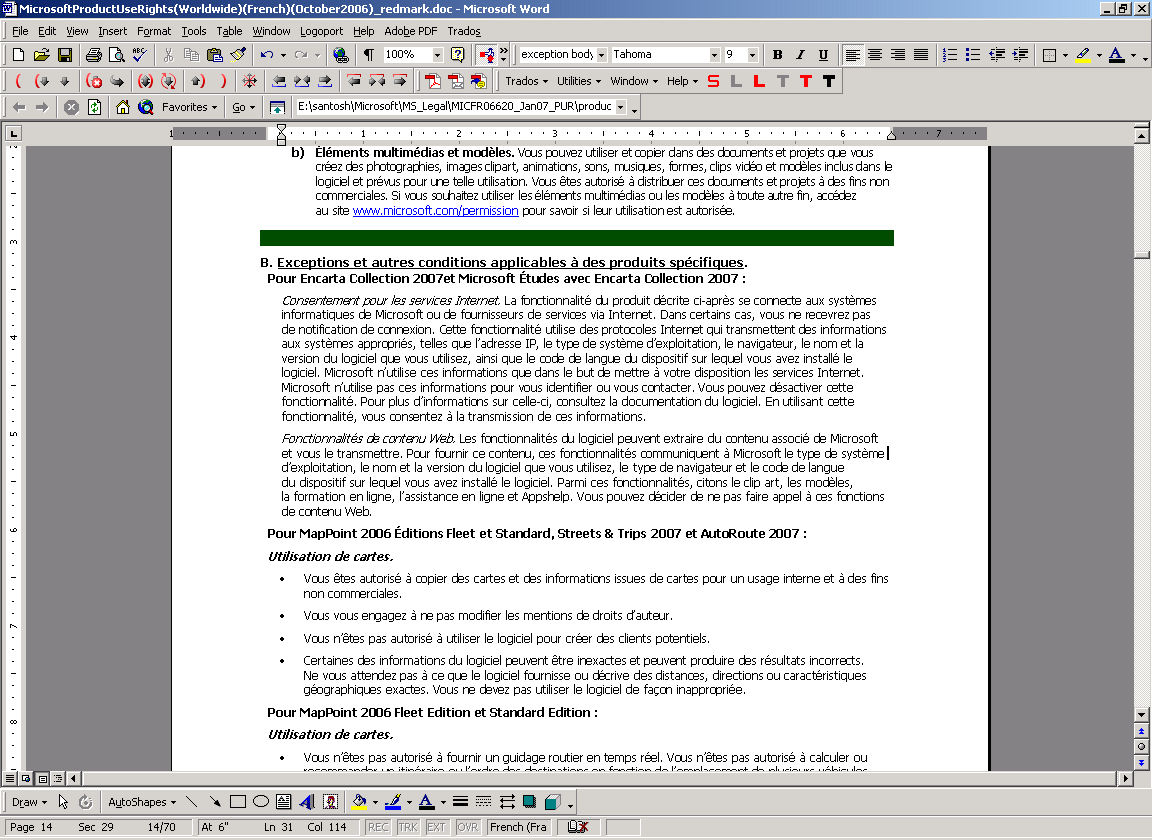 MicrosoftProductUseRights(Worldwide)(French)(October2006)_redmark.doc - Microsoft Word
File Edit View Insert Format Tools Table Window Logoport Help Adobe PDF Trados
100% exception body Tahoma 9 B I U
Trados Utilities Window Help S L L T T T
Favorites Go E:\santosh\Microsoft\MS_Legal\MICFR06620_Jan07_PUR\produc
1 1 2 3 4 5 6 7
b) Éléments multimédias et modèles. Vous pouvez utiliser et copier dans des documents et projets que vous
créez des photographies, images clipart, animations, sons, musiques, formes, clips vidéo et modèles inclus dans le
logiciel et prévus pour une telle utilisation. Vous êtes autorisé à distribuer ces documents et projets à des fins non
commerciales. Si vous souhaitez utiliser les éléments multimédias ou les modèles à toute autre fin, accédez
au site www.microsoft.com/permission pour savoir si leur utilisation est autorisée.
B. Exceptions et autres conditions applicables à des produits spécifiques.
Pour Encarta Collection 2007et Microsoft Études avec Encarta Collection 2007 :
Consentement pour les services Internet. La fonctionnalité du produit décrite ci-après se connecte aux systèmes
informatiques de Microsoft ou de fournisseurs de services via Internet. Dans certains cas, vous ne recevrez pas
de notification de connexion. Cette fonctionnalité utilise des protocoles Internet qui transmettent des informations
aux systèmes appropriés, telles que l’adresse IP, le type de système d’exploitation, le navigateur, le nom et la
version du logiciel que vous utilisez, ainsi que le code de langue du dispositif sur lequel vous avez installé le
logiciel. Microsoft n’utilise ces informations que dans le but de mettre à votre disposition les services Internet.
Microsoft n’utilise pas ces informations pour vous identifier ou vous contacter. Vous pouvez désactiver cette
fonctionnalité. Pour plus d’informations sur celle-ci, consultez la documentation du logiciel. En utilisant cette
fonctionnalité, vous consentez à la transmission de ces informations.
Fonctionnalités de contenu Web. Les fonctionnalités du logiciel peuvent extraire du contenu associé de Microsoft
et vous le transmettre. Pour fournir ce contenu, ces fonctionnalités communiquent à Microsoft le type de système
d’exploitation, le nom et la version du logiciel que vous utilisez, le type de navigateur et le code de langue
du dispositif sur lequel vous avez installé le logiciel. Parmi ces fonctionnalités, citons le clip art, les modèles,
la formation en ligne, l’assistance en ligne et Appshelp. Vous pouvez décider de ne pas faire appel à ces fonctions
de contenu Web.
Pour MapPoint 2006 Éditions Fleet et Standard, Streets & Trips 2007 et AutoRoute 2007 :
Utilisation de cartes.
• Vous êtes autorisé à copier des cartes et des informations issues de cartes pour un usage interne et à des fins
non commerciales.
• Vous vous engagez à ne pas modifier les mentions de droits d’auteur.
• Vous n’êtes pas autorisé à utiliser le logiciel pour créer des clients potentiels.
• Certaines des informations du logiciel peuvent être inexactes et peuvent produire des résultats incorrects.
Ne vous attendez pas à ce que le logiciel fournisse ou décrive des distances, directions ou caractéristiques
géographiques exactes. Vous ne devez pas utiliser le logiciel de façon inappropriée.
Pour MapPoint 2006 Fleet Edition et Standard Edition :
Utilisation de cartes.
• Vous n’êtes pas autorisé à fournir un guidage routier en temps réel. Vous n’êtes pas autorisé à calculer ou
recommander un itinéraire ou l’ordre des destinations en fonction de l’emplacement de plusieurs véhicules
Draw AutoShapes
Page 14 Sec 29 14/70 At 6" Ln 31 Col 114 REC TRK EXT OVR French (Fra